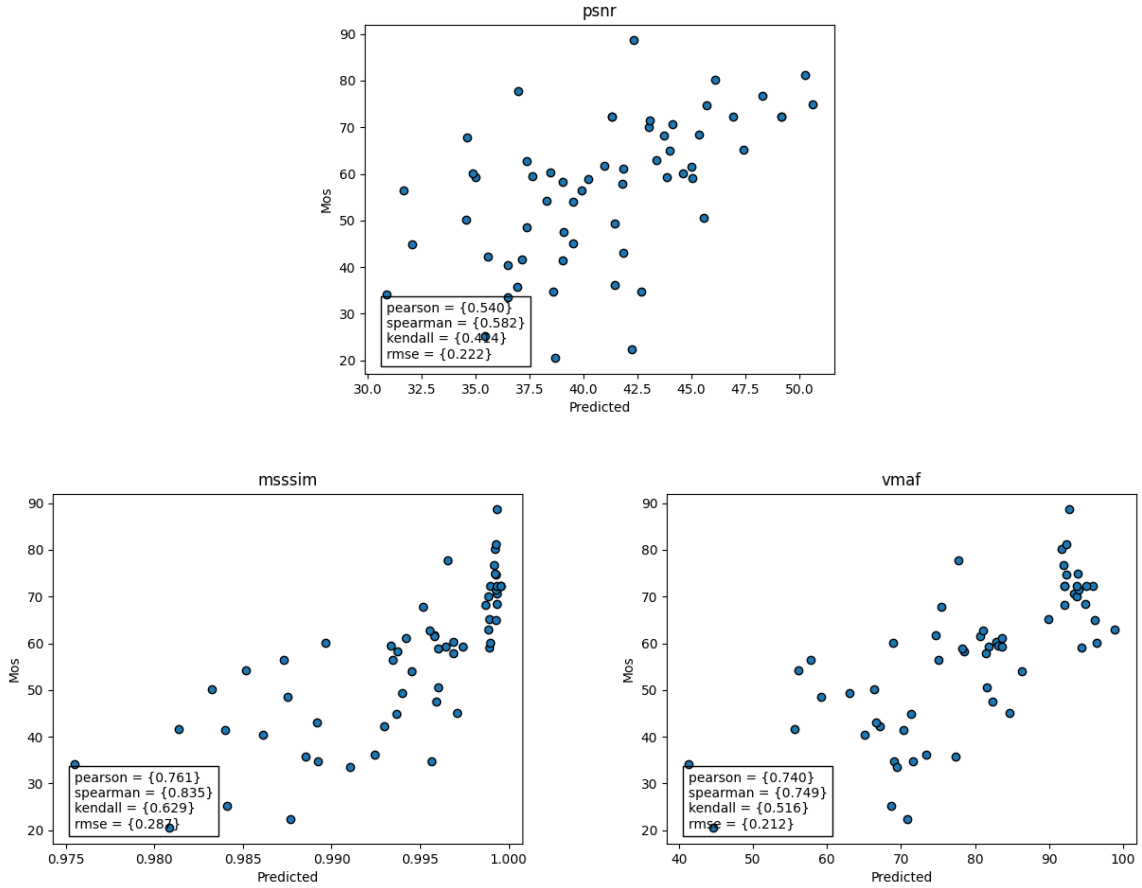 psnr
90
80
70
60
50
40
30
20
Mos
pearson = {0.540}
spearman = {0.582}
kendall = {0.414}
rmse = {0.222}
30.0 32.5 35.0 37.5 40.0 42.5 45.0 47.5 50.0
Predicted
msssim
90
80
70
60
50
40
30
20
Mos
pearson = {0.761}
spearman = {0.835}
kendall = {0.629}
rmse = {0.287}
0.975 0.980 0.985 0.990 0.995 1.000
Predicted
vmaf
90
80
70
60
50
40
30
20
Mos
pearson = {0.740}
spearman = {0.749}
kendall = {0.516}
rmse = {0.212}
40 50 60 70 80 90 100
Predicted